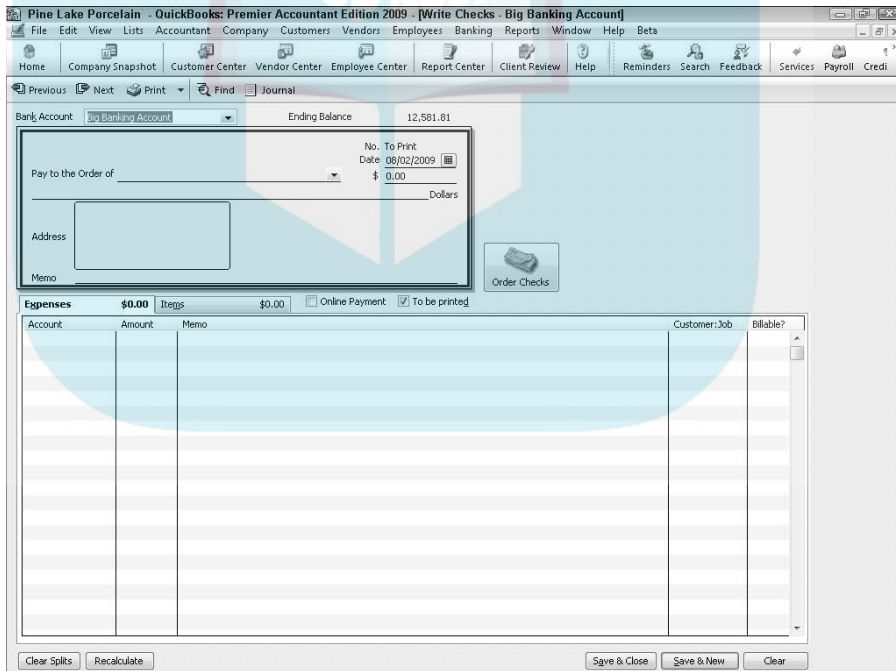 Pine Lake Porcelain - QuickBooks: Premier Accountant Edition 2009 - [Write Checks - Big Banking Account]
File Edit View Lists Accountant Company Customers Vendors Employees Banking Reports Window Help Beta
Home Company Snapshot Customer Center Vendor Center Employee Center Report Center Client Review Help Reminders Search Feedback Services Payroll Credi
Previous Next Print Find Journal
Bank Account Big Banking Account Ending Balance 12,581.81
No. To Print
Date 08/02/2009
Pay to the Order of $ 0.00
Dollars
Address
Memo
Order Checks
Expenses $0.00 Items $0.00 Online Payment To be printed
Account Amount Memo Customer:Job Billable?
Clear Splits Recalculate Save & Close Save & New Clear